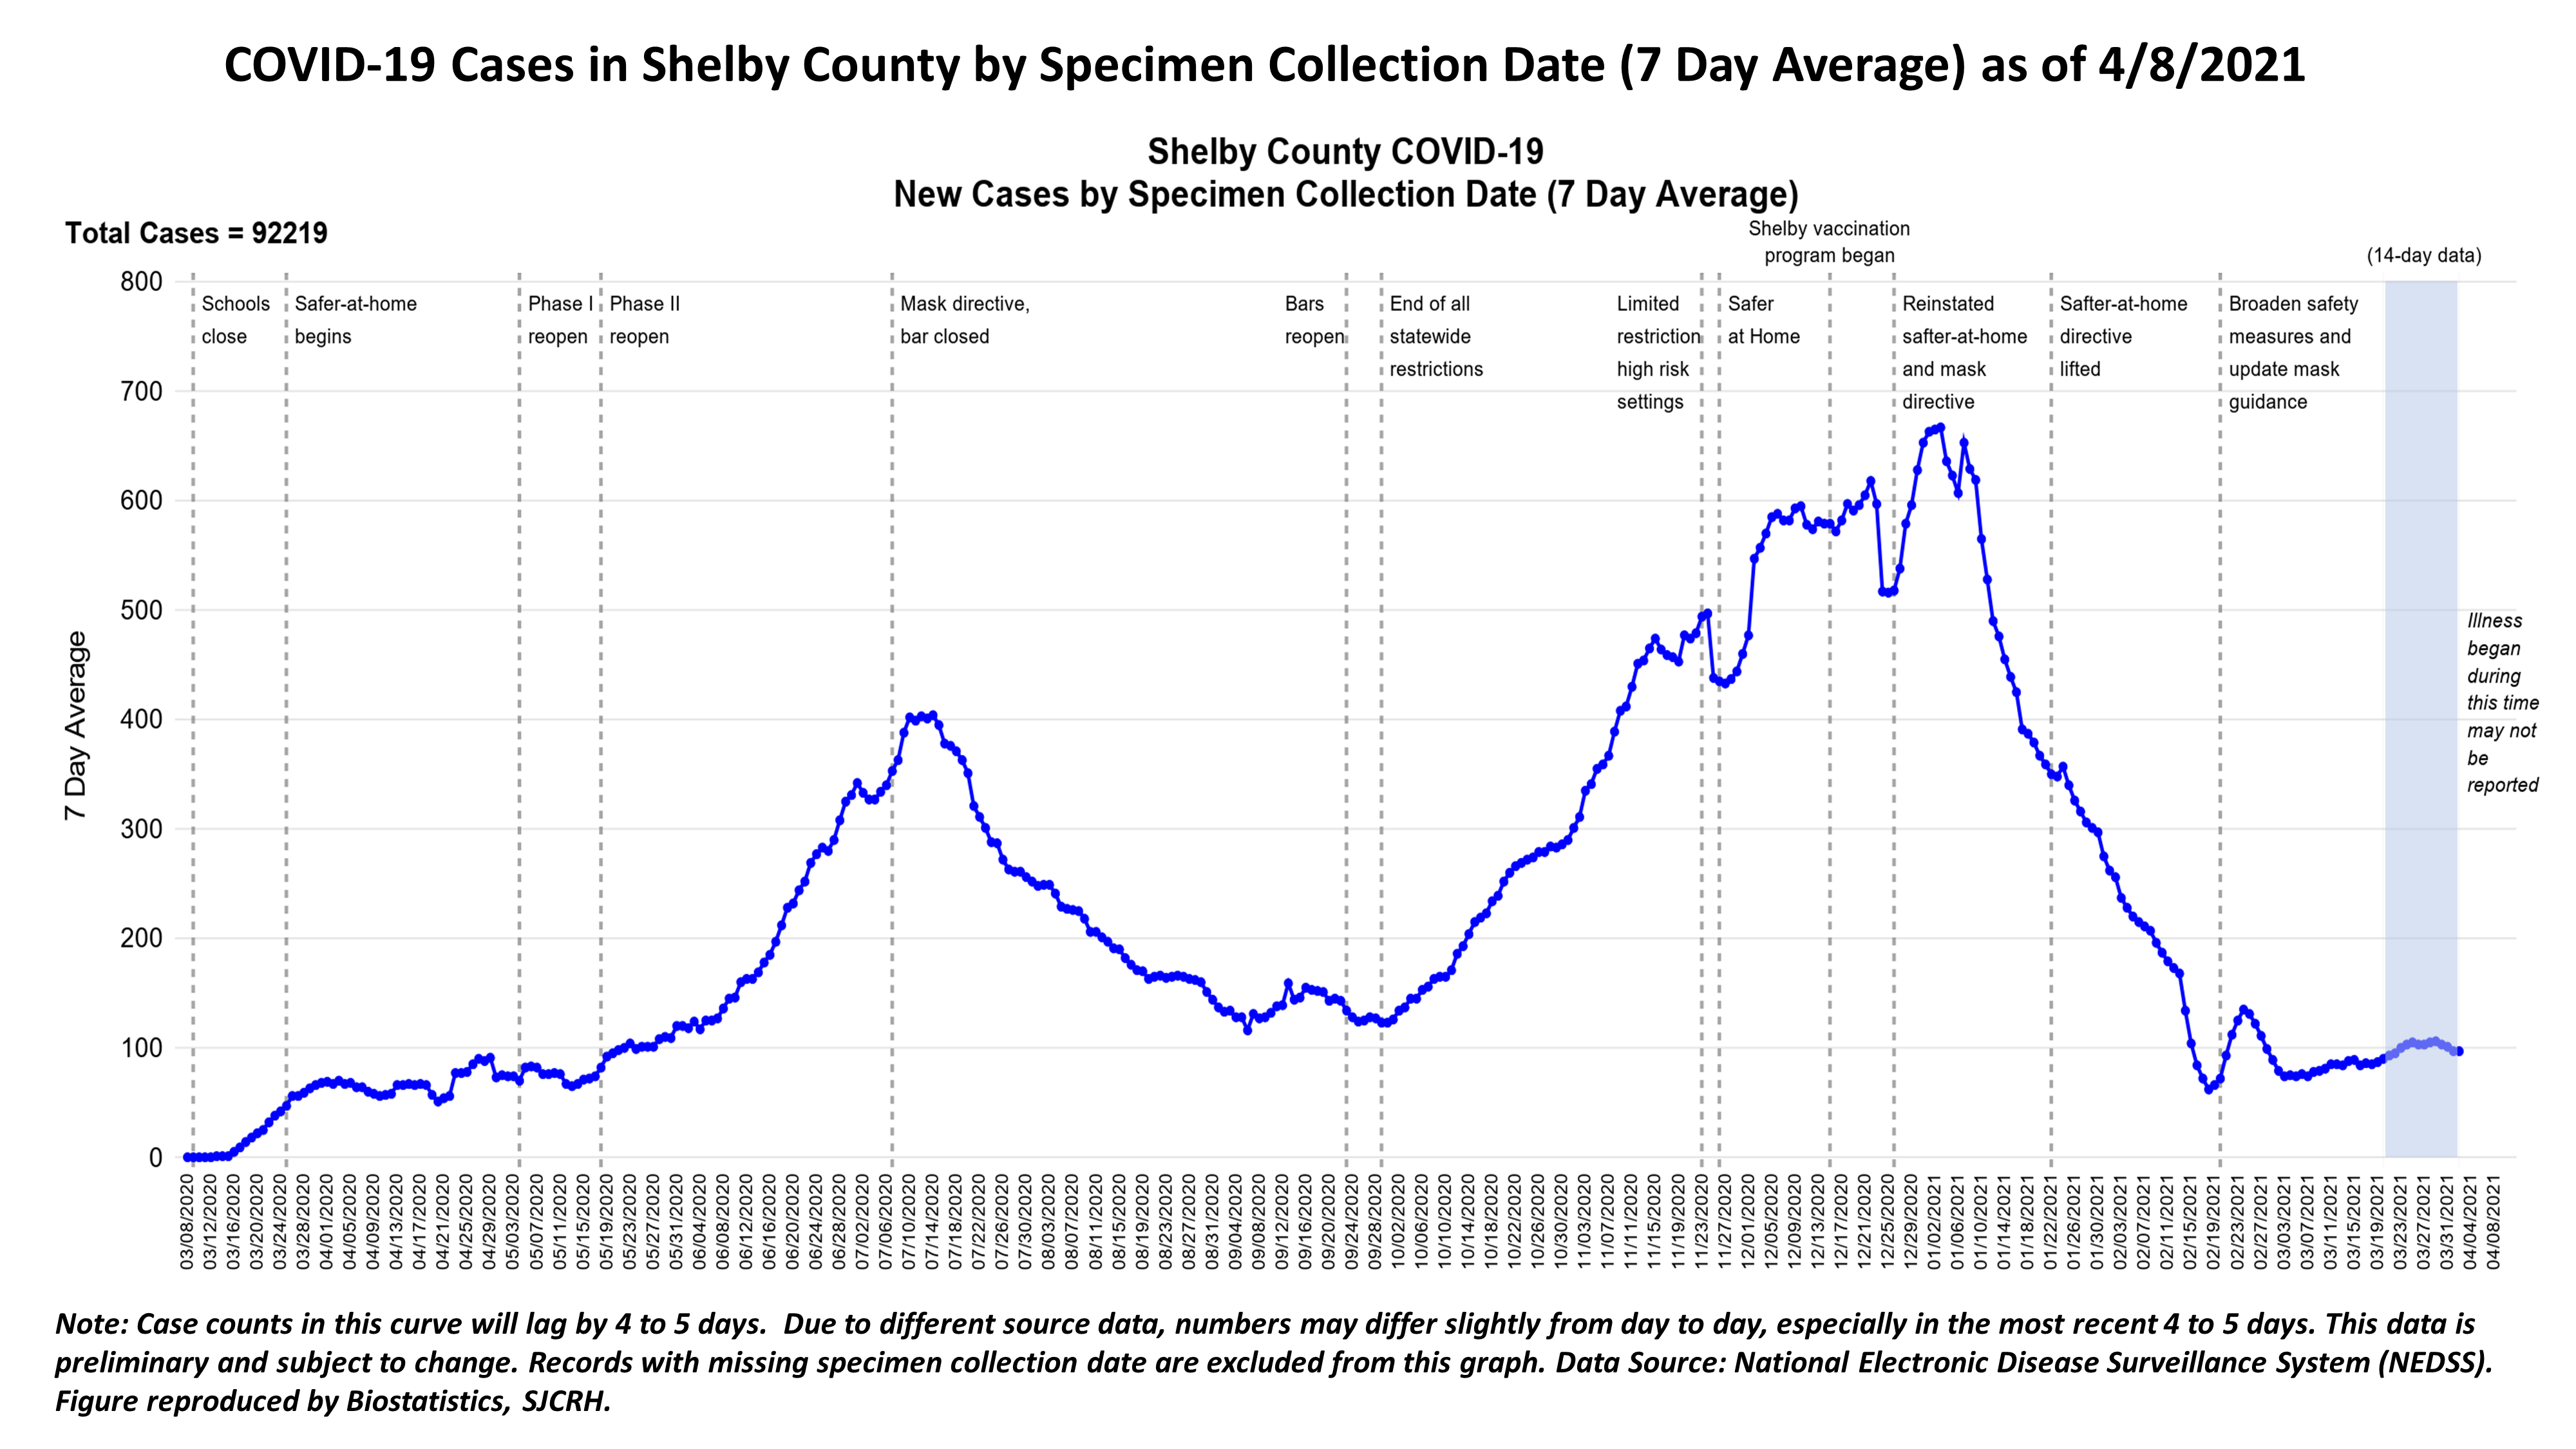 COVID-19 Cases in Shelby County by Specimen Collection Date (7 Day Average) as of 4/8/2021
Shelby County COVID-19
New Cases by Specimen Collection Date (7 Day Average)
Total Cases = 92219
Shelby vaccination
program began
(14-day data)
800
700
600
500
400
300
200
100
0
7 Day Average
Schools
close
Safer-at-home
begins
Phase I
reopen
Phase II
reopen
Mask directive,
bar closed
Bars
reopen
End of all
statewide
restrictions
Limited
restriction
high risk
settings
Safer
at Home
Reinstated
safter-at-home
and mask
directive
Safter-at-home
directive
lifted
Broaden safety
measures and
update mask
guidance
Illness
began
during
this time
may not
be
reported
03/08/2020
03/12/2020
03/16/2020
03/20/2020
03/24/2020
03/28/2020
04/01/2020
04/05/2020
04/09/2020
04/13/2020
04/17/2020
04/21/2020
04/25/2020
04/29/2020
05/03/2020
05/07/2020
05/11/2020
05/15/2020
05/19/2020
05/23/2020
05/27/2020
05/31/2020
06/04/2020
06/08/2020
06/12/2020
06/16/2020
06/20/2020
06/24/2020
06/28/2020
07/02/2020
07/06/2020
07/10/2020
07/14/2020
07/18/2020
07/22/2020
07/26/2020
07/30/2020
08/03/2020
08/07/2020
08/11/2020
08/15/2020
08/19/2020
08/23/2020
08/27/2020
08/31/2020
09/04/2020
09/08/2020
09/12/2020
09/16/2020
09/20/2020
09/24/2020
09/28/2020
10/02/2020
10/06/2020
10/10/2020
10/14/2020
10/18/2020
10/22/2020
10/26/2020
10/30/2020
11/03/2020
11/07/2020
11/11/2020
11/15/2020
11/19/2020
11/23/2020
11/27/2020
12/01/2020
12/05/2020
12/09/2020
12/13/2020
12/17/2020
12/21/2020
12/25/2020
12/29/2020
01/02/2021
01/06/2021
01/10/2021
01/14/2021
01/18/2021
01/22/2021
01/26/2021
01/30/2021
02/03/2021
02/07/2021
02/11/2021
02/15/2021
02/19/2021
02/23/2021
02/27/2021
03/03/2021
03/07/2021
03/11/2021
03/15/2021
03/19/2021
03/23/2021
03/27/2021
03/31/2021
04/04/2021
04/08/2021
Note: Case counts in this curve will lag by 4 to 5 days. Due to different source data, numbers may differ slightly from day to day, especially in the most recent 4 to 5 days. This data is
preliminary and subject to change. Records with missing specimen collection date are excluded from this graph. Data Source: National Electronic Disease Surveillance System (NEDSS).
Figure reproduced by Biostatistics, SJCRH.